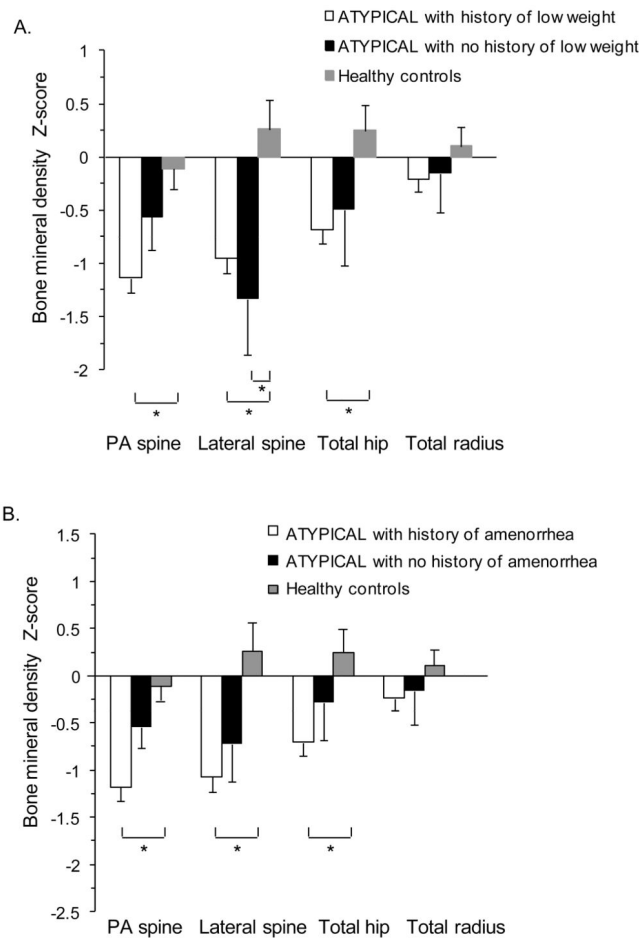 A.
ATYPICAL with history of low weight
ATYPICAL with no history of low weight
Healthy controls
Bone mineral density Z-score
1
0.5
0
-0.5
-1
-1.5
-2
*
*
*
*
PA spine Lateral spine Total hip Total radius
B.
ATYPICAL with history of amenorrhea
ATYPICAL with no history of amenorrhea
Healthy controls
Bone mineral density Z-score
1.5
1
0.5
0
-0.5
-1
-1.5
-2
-2.5
* * *
PA spine Lateral spine Total hip Total radius